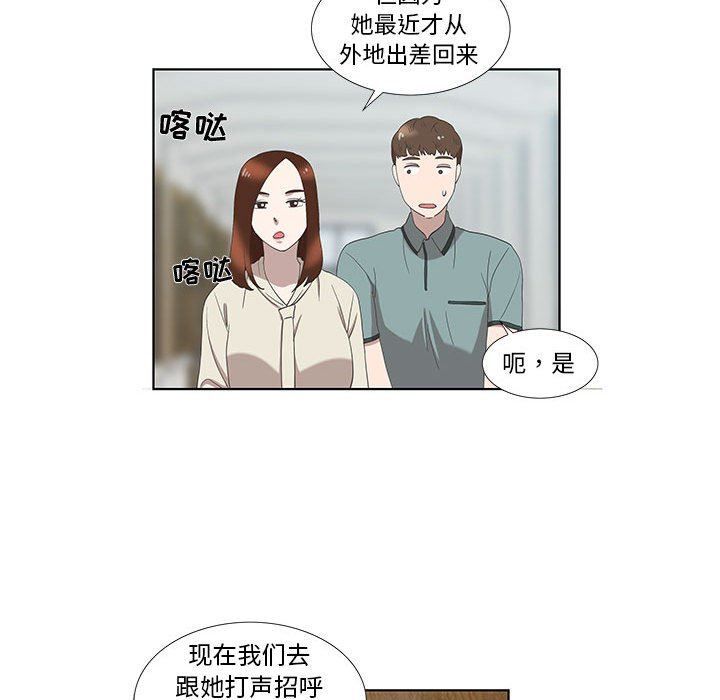 她最近才从
外地出差回来
喀哒
喀哒
呃，是
现在我们去
跟她打声招呼